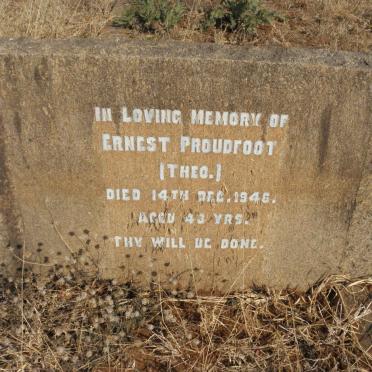 IN LOVING MEMORY OF
ERNEST PROUDFOOT
(THEO.)
DIED 14TH DEC. 1946.
AGED 43 YRS.
THY WILL BE DONE.